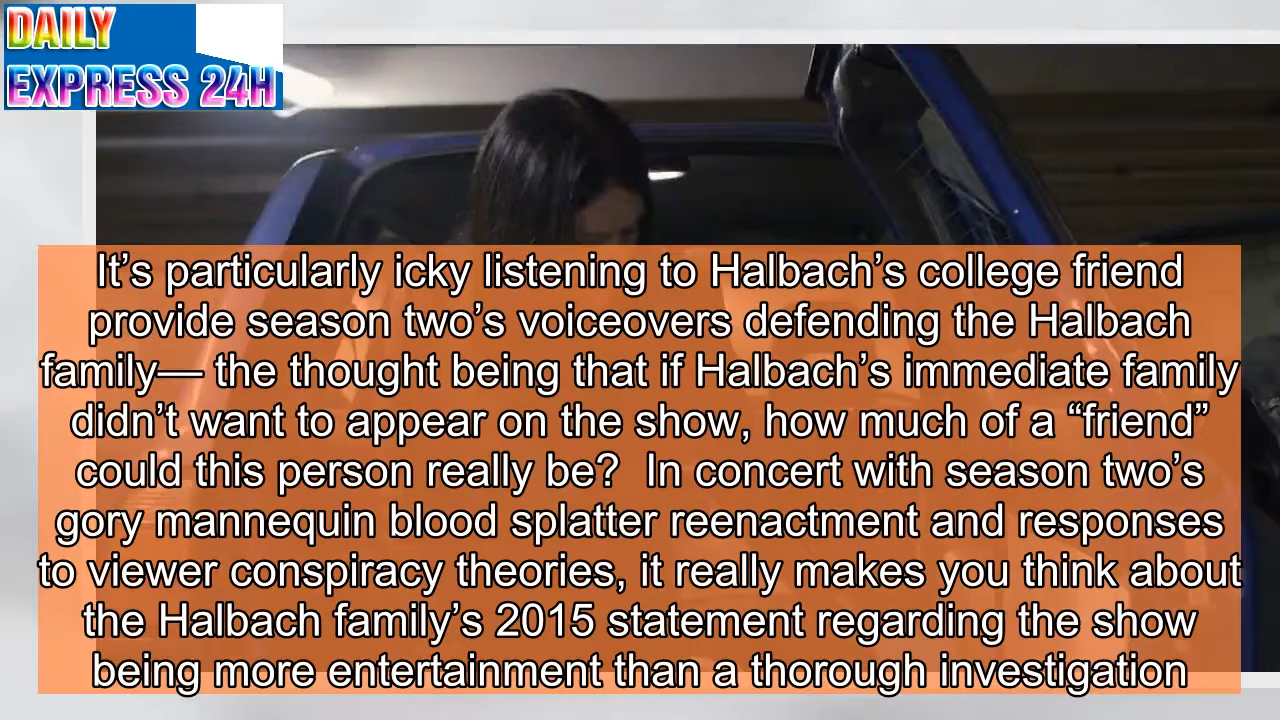 DAILY
EXPRESS 24H
It’s particularly icky listening to Halbach’s college friend
provide season two’s voiceovers defending the Halbach
family— the thought being that if Halbach’s immediate family
didn’t want to appear on the show, how much of a “friend”
could this person really be?  In concert with season two’s
gory mannequin blood splatter reenactment and responses
to viewer conspiracy theories, it really makes you think about
the Halbach family’s 2015 statement regarding the show
being more entertainment than a thorough investigation